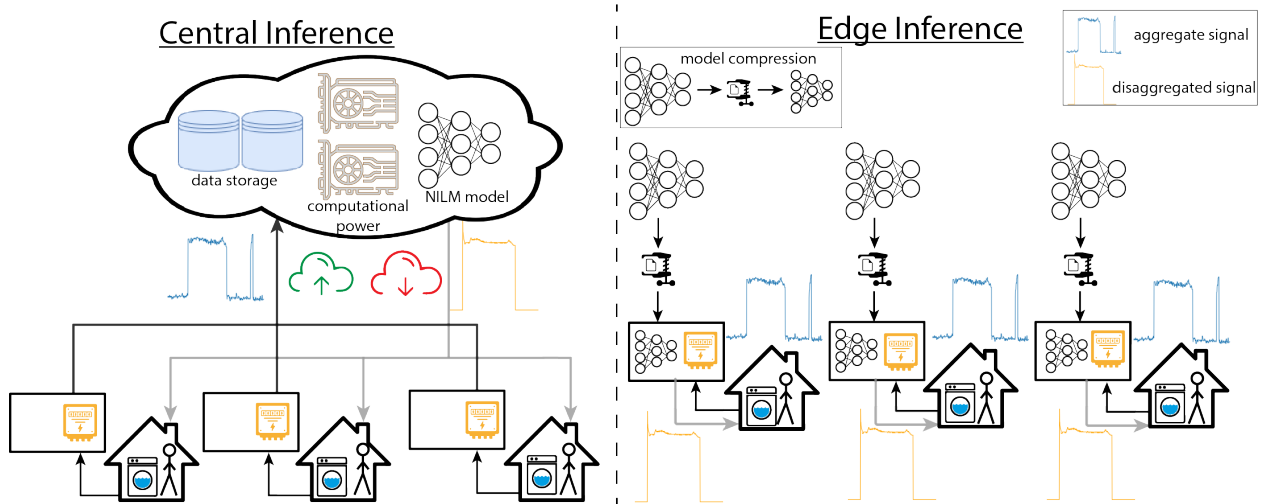 Central Inference
data storage
computational
power
NILM model
Edge Inference
model compression
aggregate signal
disaggregated signal